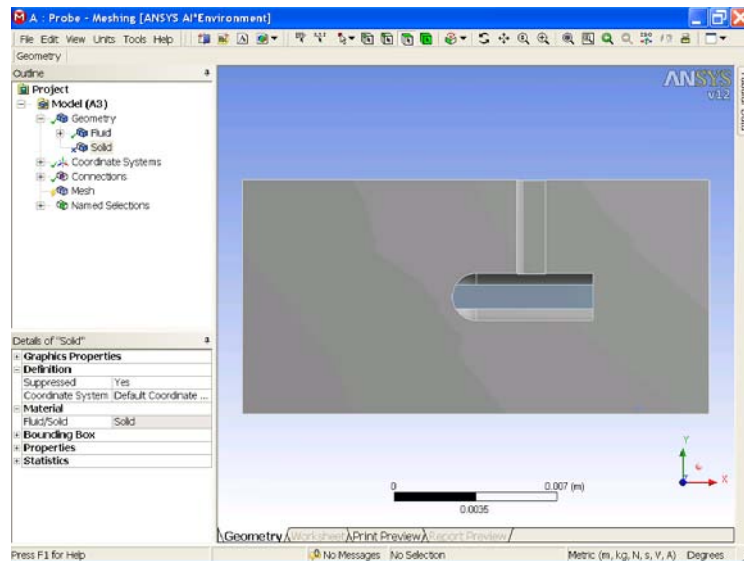 A : Probe - Meshing [ANSYS AI*Environment]
File Edit View Units Tools Help
Geometry
Outline
Project
Model (A3)
Geometry
Fluid
Solid
Coordinate Systems
Connections
Mesh
Named Selections
ANSYS
v12
Details of "Solid"
Graphics Properties
Definition
Suppressed Yes
Coordinate System Default Coordinate ...
Material
Fluid/Solid Solid
Bounding Box
Properties
Statistics
Y
X
0 0.007 (m)
0.0035
Geometry Worksheet Print Preview Report Preview
Press F1 for Help No Messages No Selection Metric (m, kg, N, s, V, A) Degrees